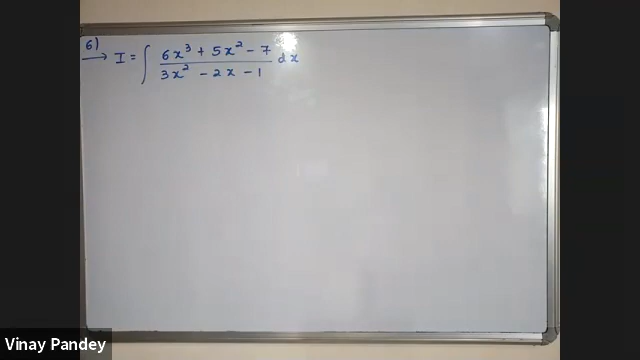 6)
→ I = ∫ (6x³ + 5x² - 7) / (3x² - 2x - 1) dx
Vinay Pandey